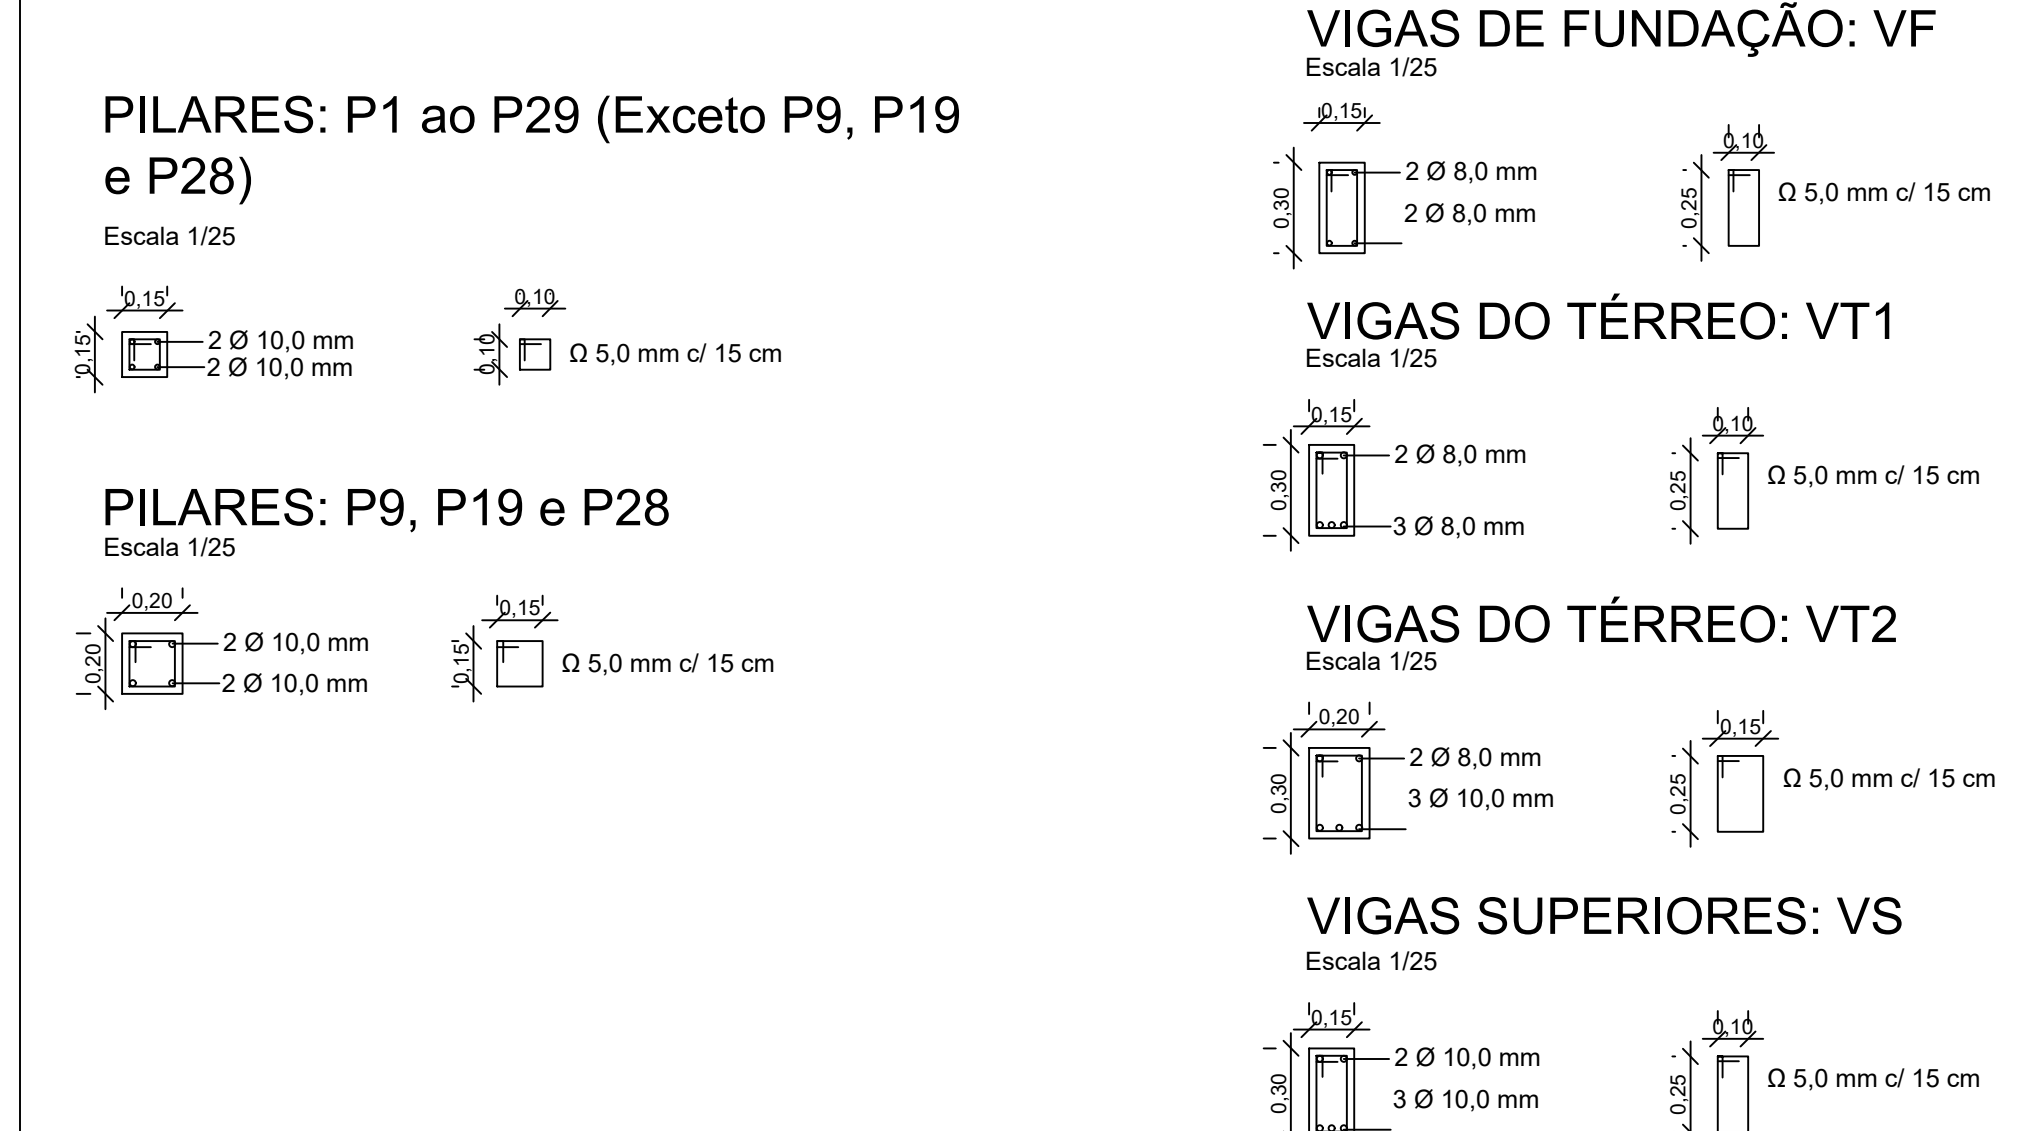 PILARES: P1 ao P29 (Exceto P9, P19
e P28)
Escala 1/25
0,15
0,15
2 Ø 10,0 mm
2 Ø 10,0 mm
0,10
0,10
Ω 5,0 mm c/ 15 cm
PILARES: P9, P19 e P28
Escala 1/25
0,20
0,20
2 Ø 10,0 mm
2 Ø 10,0 mm
0,15
0,15
Ω 5,0 mm c/ 15 cm
VIGAS DE FUNDAÇÃO: VF
Escala 1/25
0,15
0,30
2 Ø 8,0 mm
2 Ø 8,0 mm
0,10
0,25
Ω 5,0 mm c/ 15 cm
VIGAS DO TÉRREO: VT1
Escala 1/25
0,15
0,30
2 Ø 8,0 mm
3 Ø 8,0 mm
0,10
0,25
Ω 5,0 mm c/ 15 cm
VIGAS DO TÉRREO: VT2
Escala 1/25
0,20
0,30
2 Ø 8,0 mm
3 Ø 10,0 mm
0,15
0,25
Ω 5,0 mm c/ 15 cm
VIGAS SUPERIORES: VS
Escala 1/25
0,15
0,30
2 Ø 10,0 mm
3 Ø 10,0 mm
0,10
0,25
Ω 5,0 mm c/ 15 cm